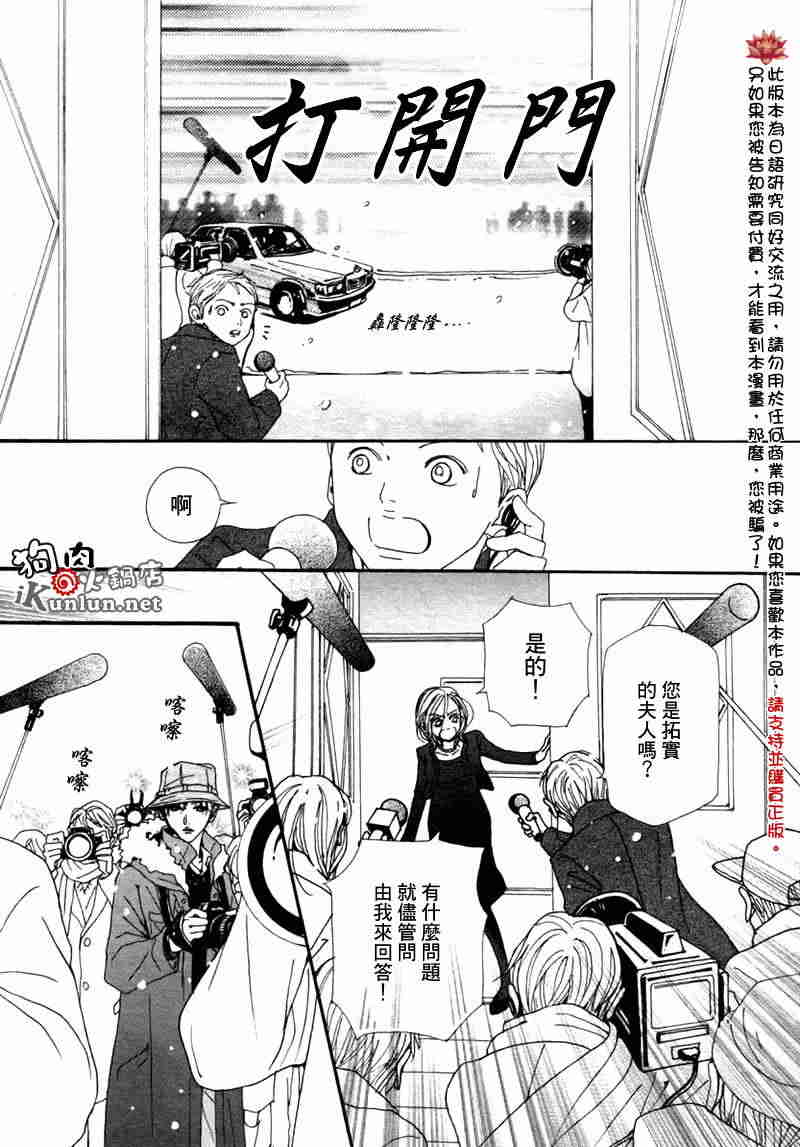 打開門
轟隆隆隆....
啊
您是拓實
的夫人嗎？
是的！
有什麼問題
就儘管問
由我來回答！
喀嚓
喀嚓
狗肉
火鍋店
iKunlun.net
此版本為日語研究同好交流之用，請勿用於任何商業用途。如果您喜歡本作品，請支持並購買正版。
另如果您被告知需要付費，才能看到本漫畫，那麼，您被騙了！